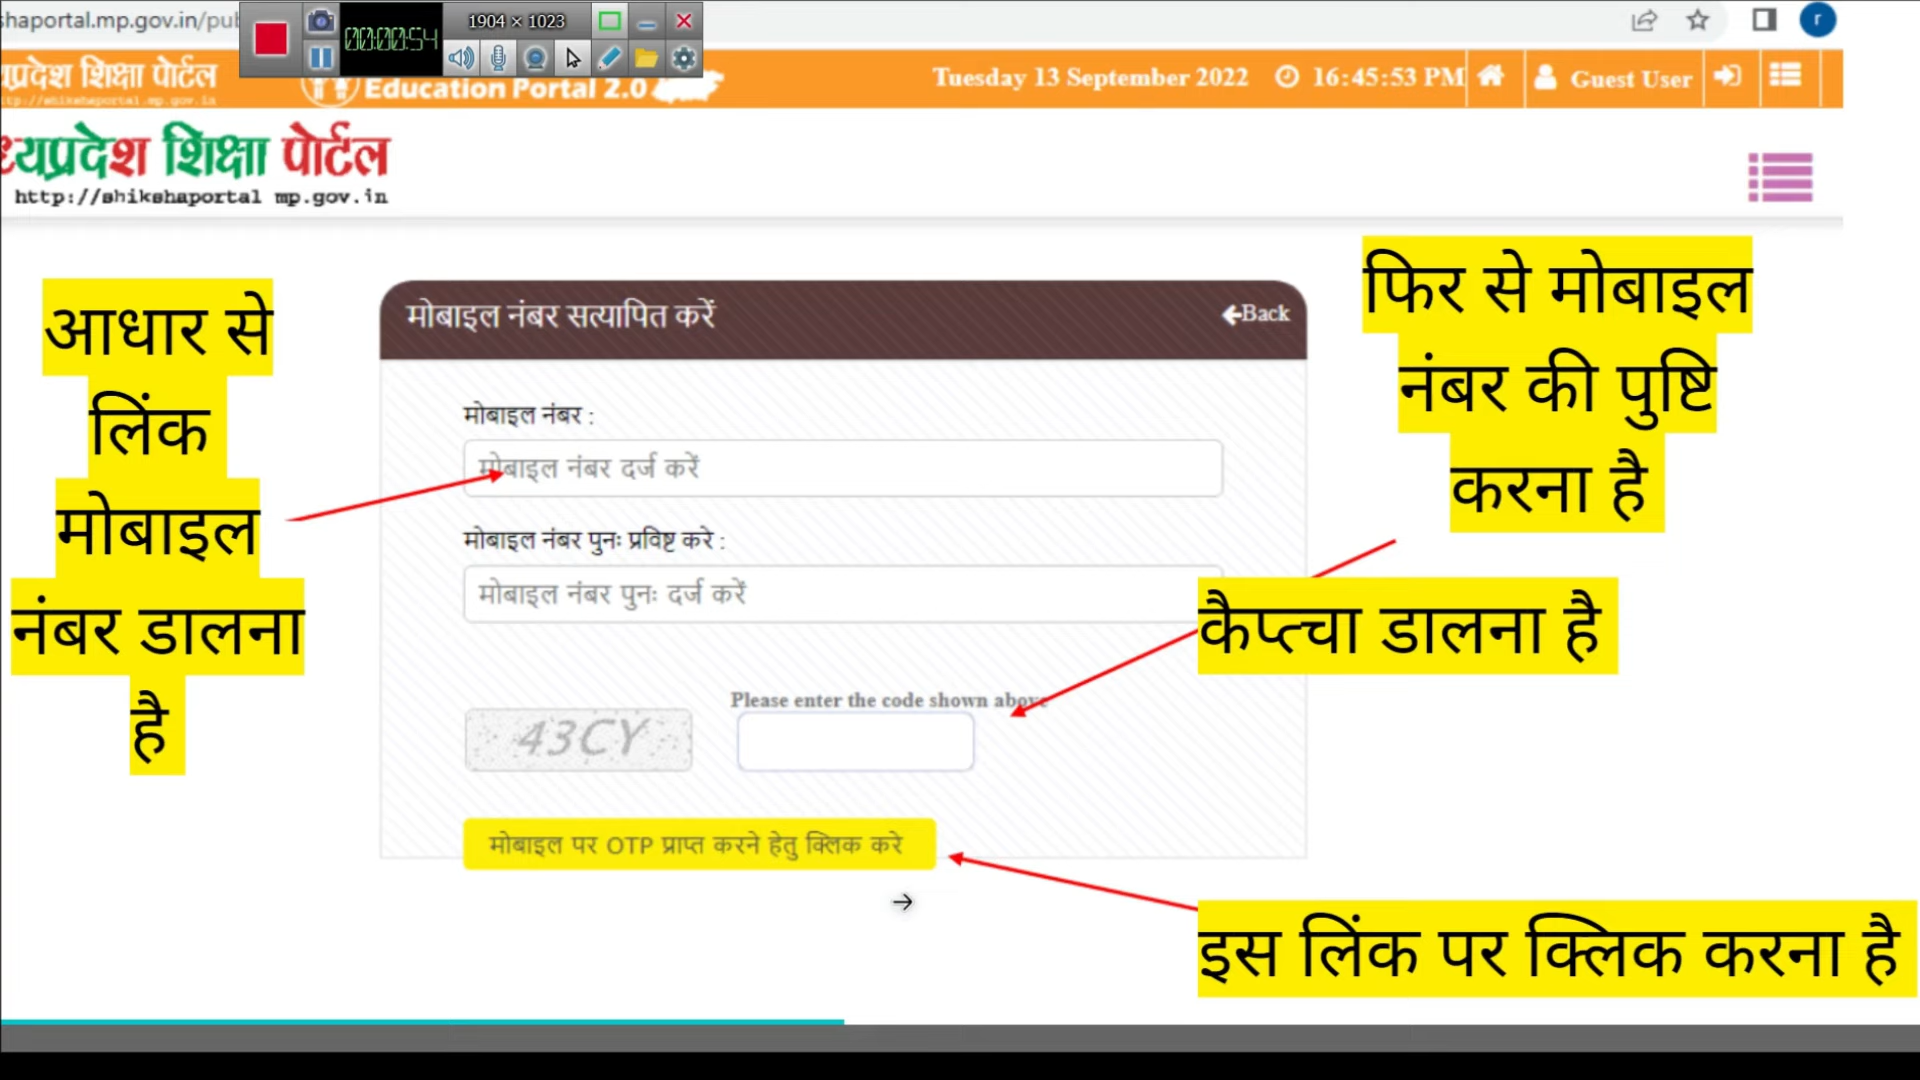 shaportal.mp.gov.in/pub
1904 × 1023
00:00:54
r
प्रदेश शिक्षा पोर्टल
Education Portal 2.0
Tuesday 13 September 2022
16:45:53 PM
Guest User
ध्यप्रदेश शिक्षा पोर्टल
http://shikshaportal mp.gov.in
आधार से
लिंक
मोबाइल
नंबर डालना
है
मोबाइल नंबर सत्यापित करें
Back
मोबाइल नंबर :
मोबाइल नंबर दर्ज करें
मोबाइल नंबर पुनः प्रविष्ट करे :
मोबाइल नंबर पुनः दर्ज करें
Please enter the code shown above
43CY
मोबाइल पर OTP प्राप्त करने हेतु क्लिक करे
फिर से मोबाइल
नंबर की पुष्टि
करना है
कैप्त्चा डालना है
इस लिंक पर क्लिक करना है